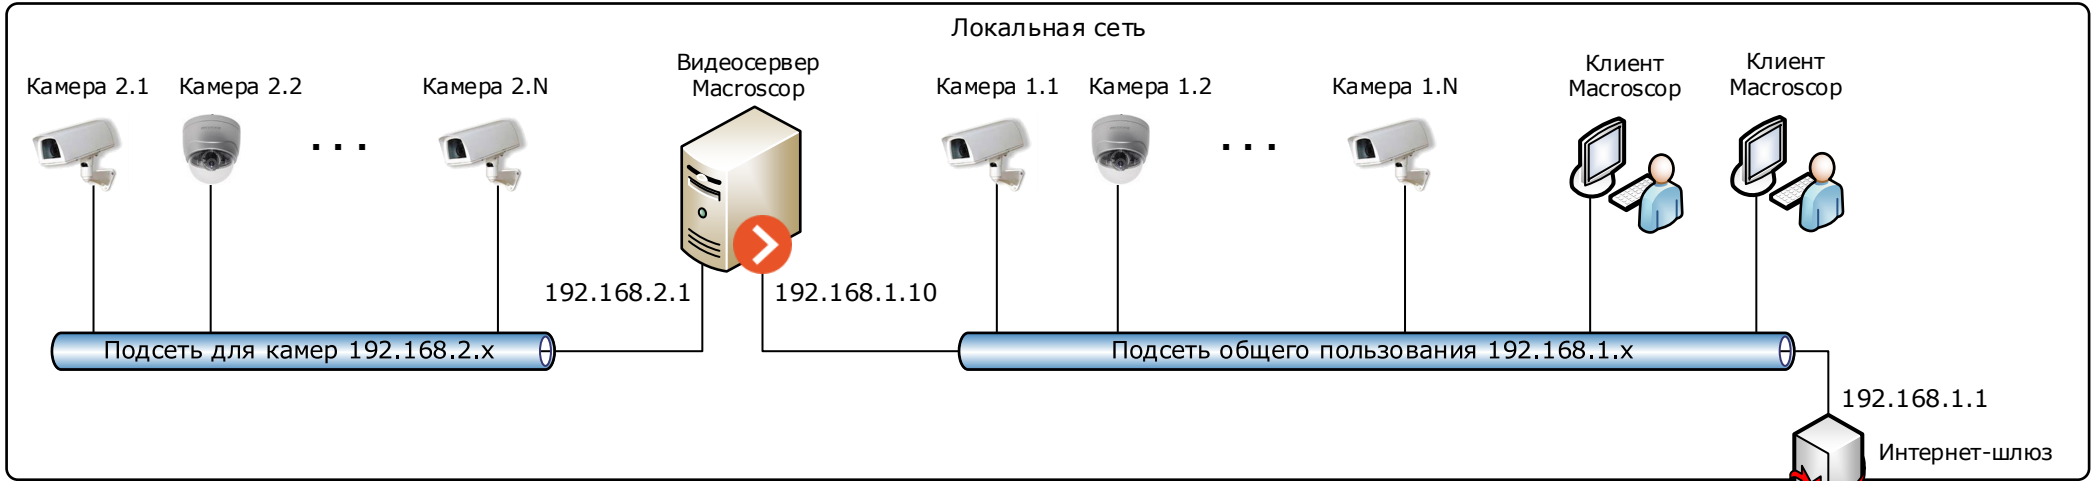 Локальная сеть
Камера 2.1
Камера 2.2
. . .
Камера 2.N
Видеосервер
Macroscop
Камера 1.1
Камера 1.2
. . .
Камера 1.N
Клиент
Macroscop
Клиент
Macroscop
192.168.2.1
192.168.1.10
Подсеть для камер 192.168.2.x
Подсеть общего пользования 192.168.1.x
192.168.1.1
Интернет-шлюз